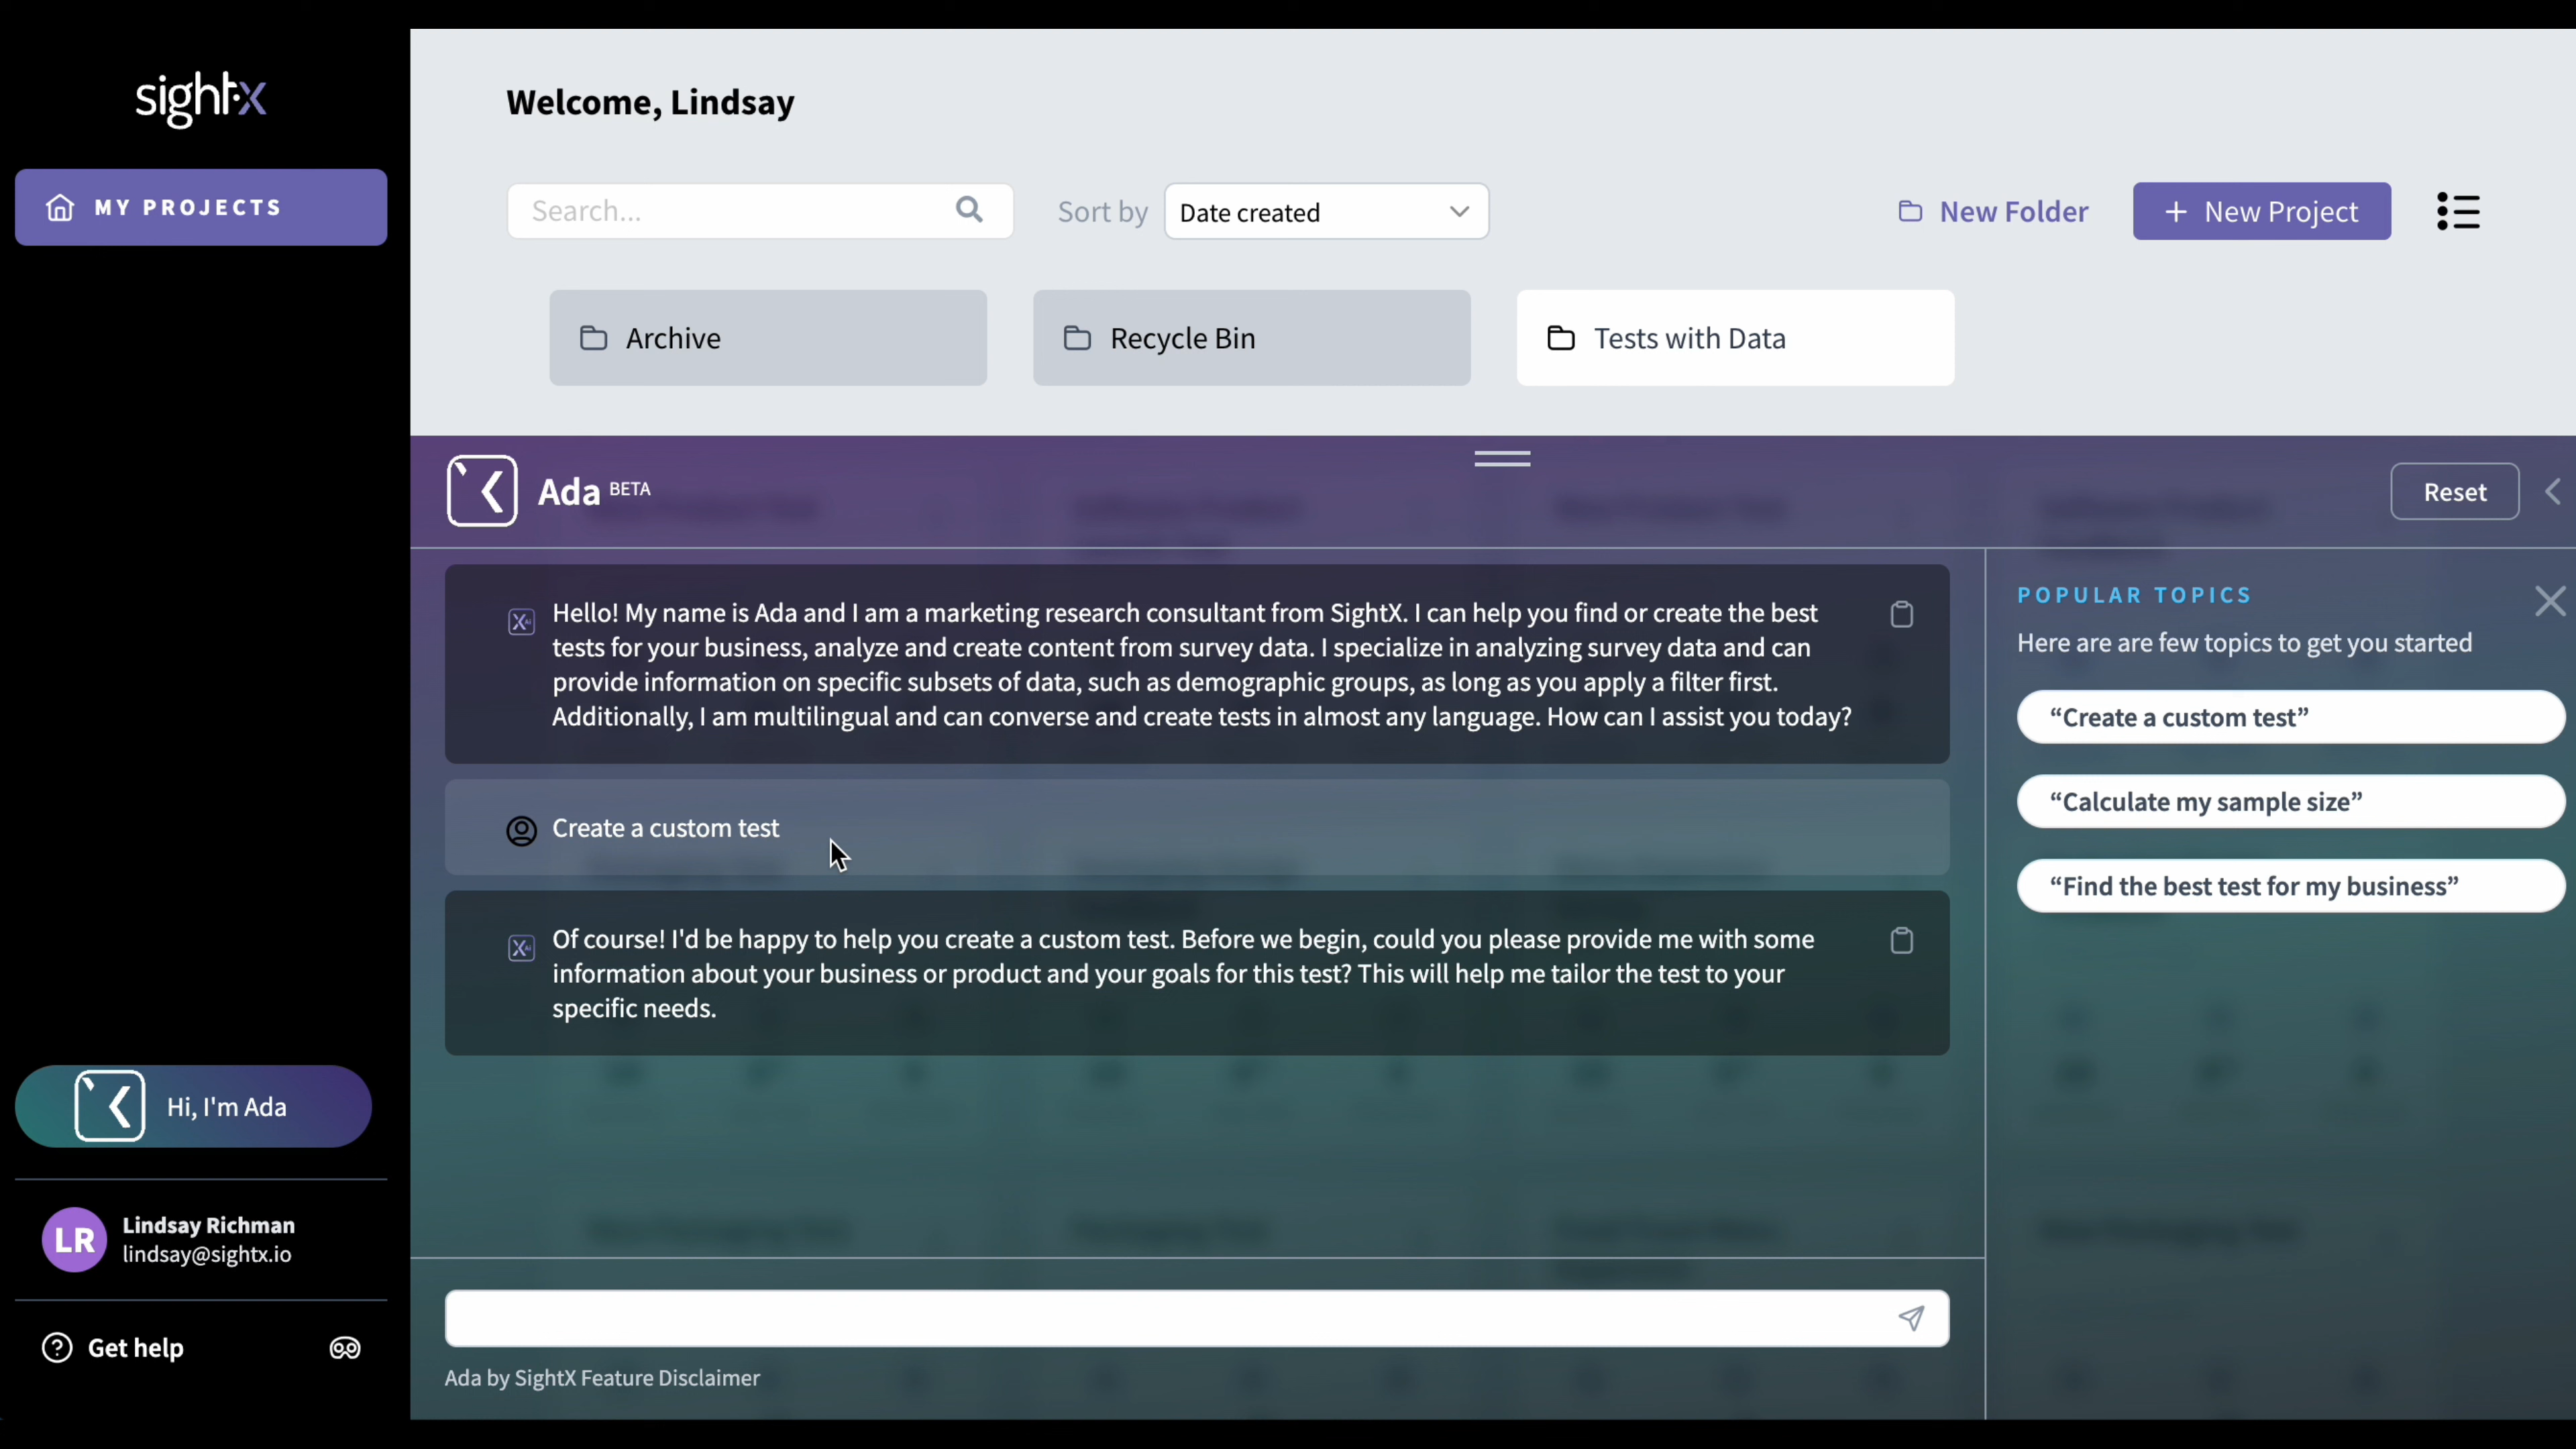 sightx
MY PROJECTS
Welcome, Lindsay
Search...
Sort by
Date created
New Folder
+ New Project
Archive
Recycle Bin
Tests with Data
Ada BETA
Reset
Hello! My name is Ada and I am a marketing research consultant from SightX. I can help you find or create the best
tests for your business, analyze and create content from survey data. I specialize in analyzing survey data and can
provide information on specific subsets of data, such as demographic groups, as long as you apply a filter first.
Additionally, I am multilingual and can converse and create tests in almost any language. How can I assist you today?
Create a custom test
Of course! I'd be happy to help you create a custom test. Before we begin, could you please provide me with some
information about your business or product and your goals for this test? This will help me tailor the test to your
specific needs.
POPULAR TOPICS
Here are are few topics to get you started
“Create a custom test”
“Calculate my sample size”
“Find the best test for my business”
Hi, I'm Ada
LR
Lindsay Richman
lindsay@sightx.io
Get help
Ada by SightX Feature Disclaimer